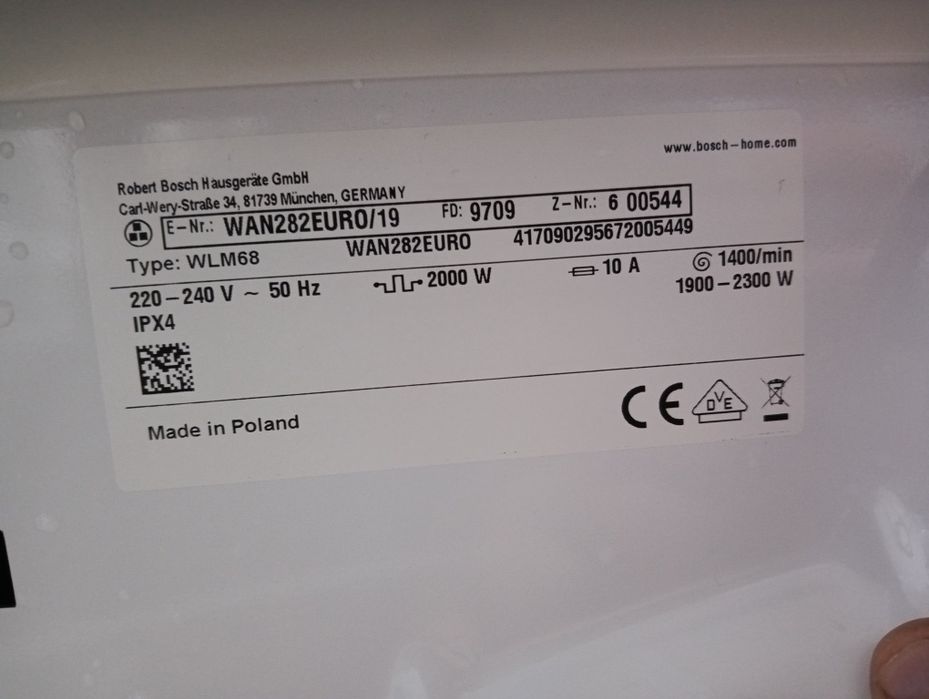 www.bosch-home.com
Robert Bosch Hausgeräte GmbH
Carl-Wery-Straße 34, 81739 München, GERMANY
E-Nr.: WAN282EURO/19 FD: 9709 Z-Nr.: 6 00544
Type: WLM68 WAN282EURO 417090295672005449
220-240 V ~ 50 Hz 2000 W 10 A 1400/min
IPX4 1900-2300 W
Made in Poland
CE DVE